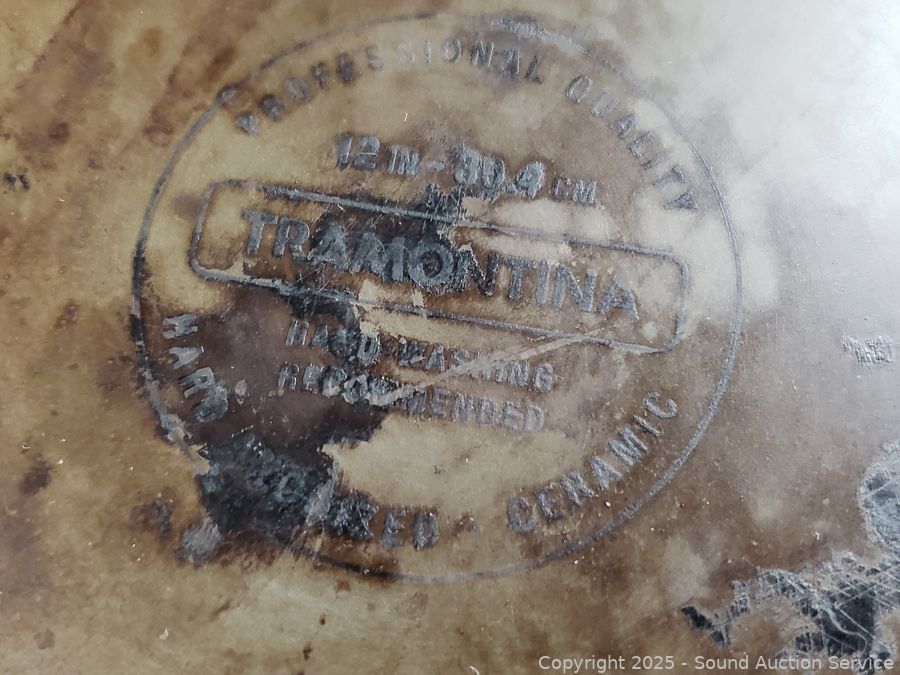 PROFESSIONAL QUALITY
12 IN - 30.4 CM
TRAMONTINA
HAND WASHING
RECOMMENDED
HARD CERAMIC
Copyright © 2025 - Sound Auction Service